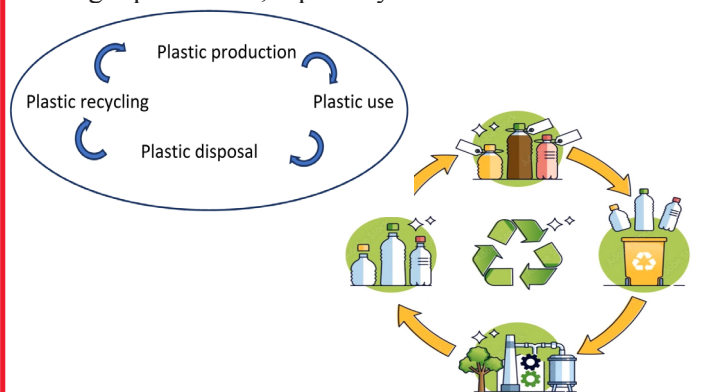 Plastic production
Plastic recycling
Plastic use
Plastic disposal